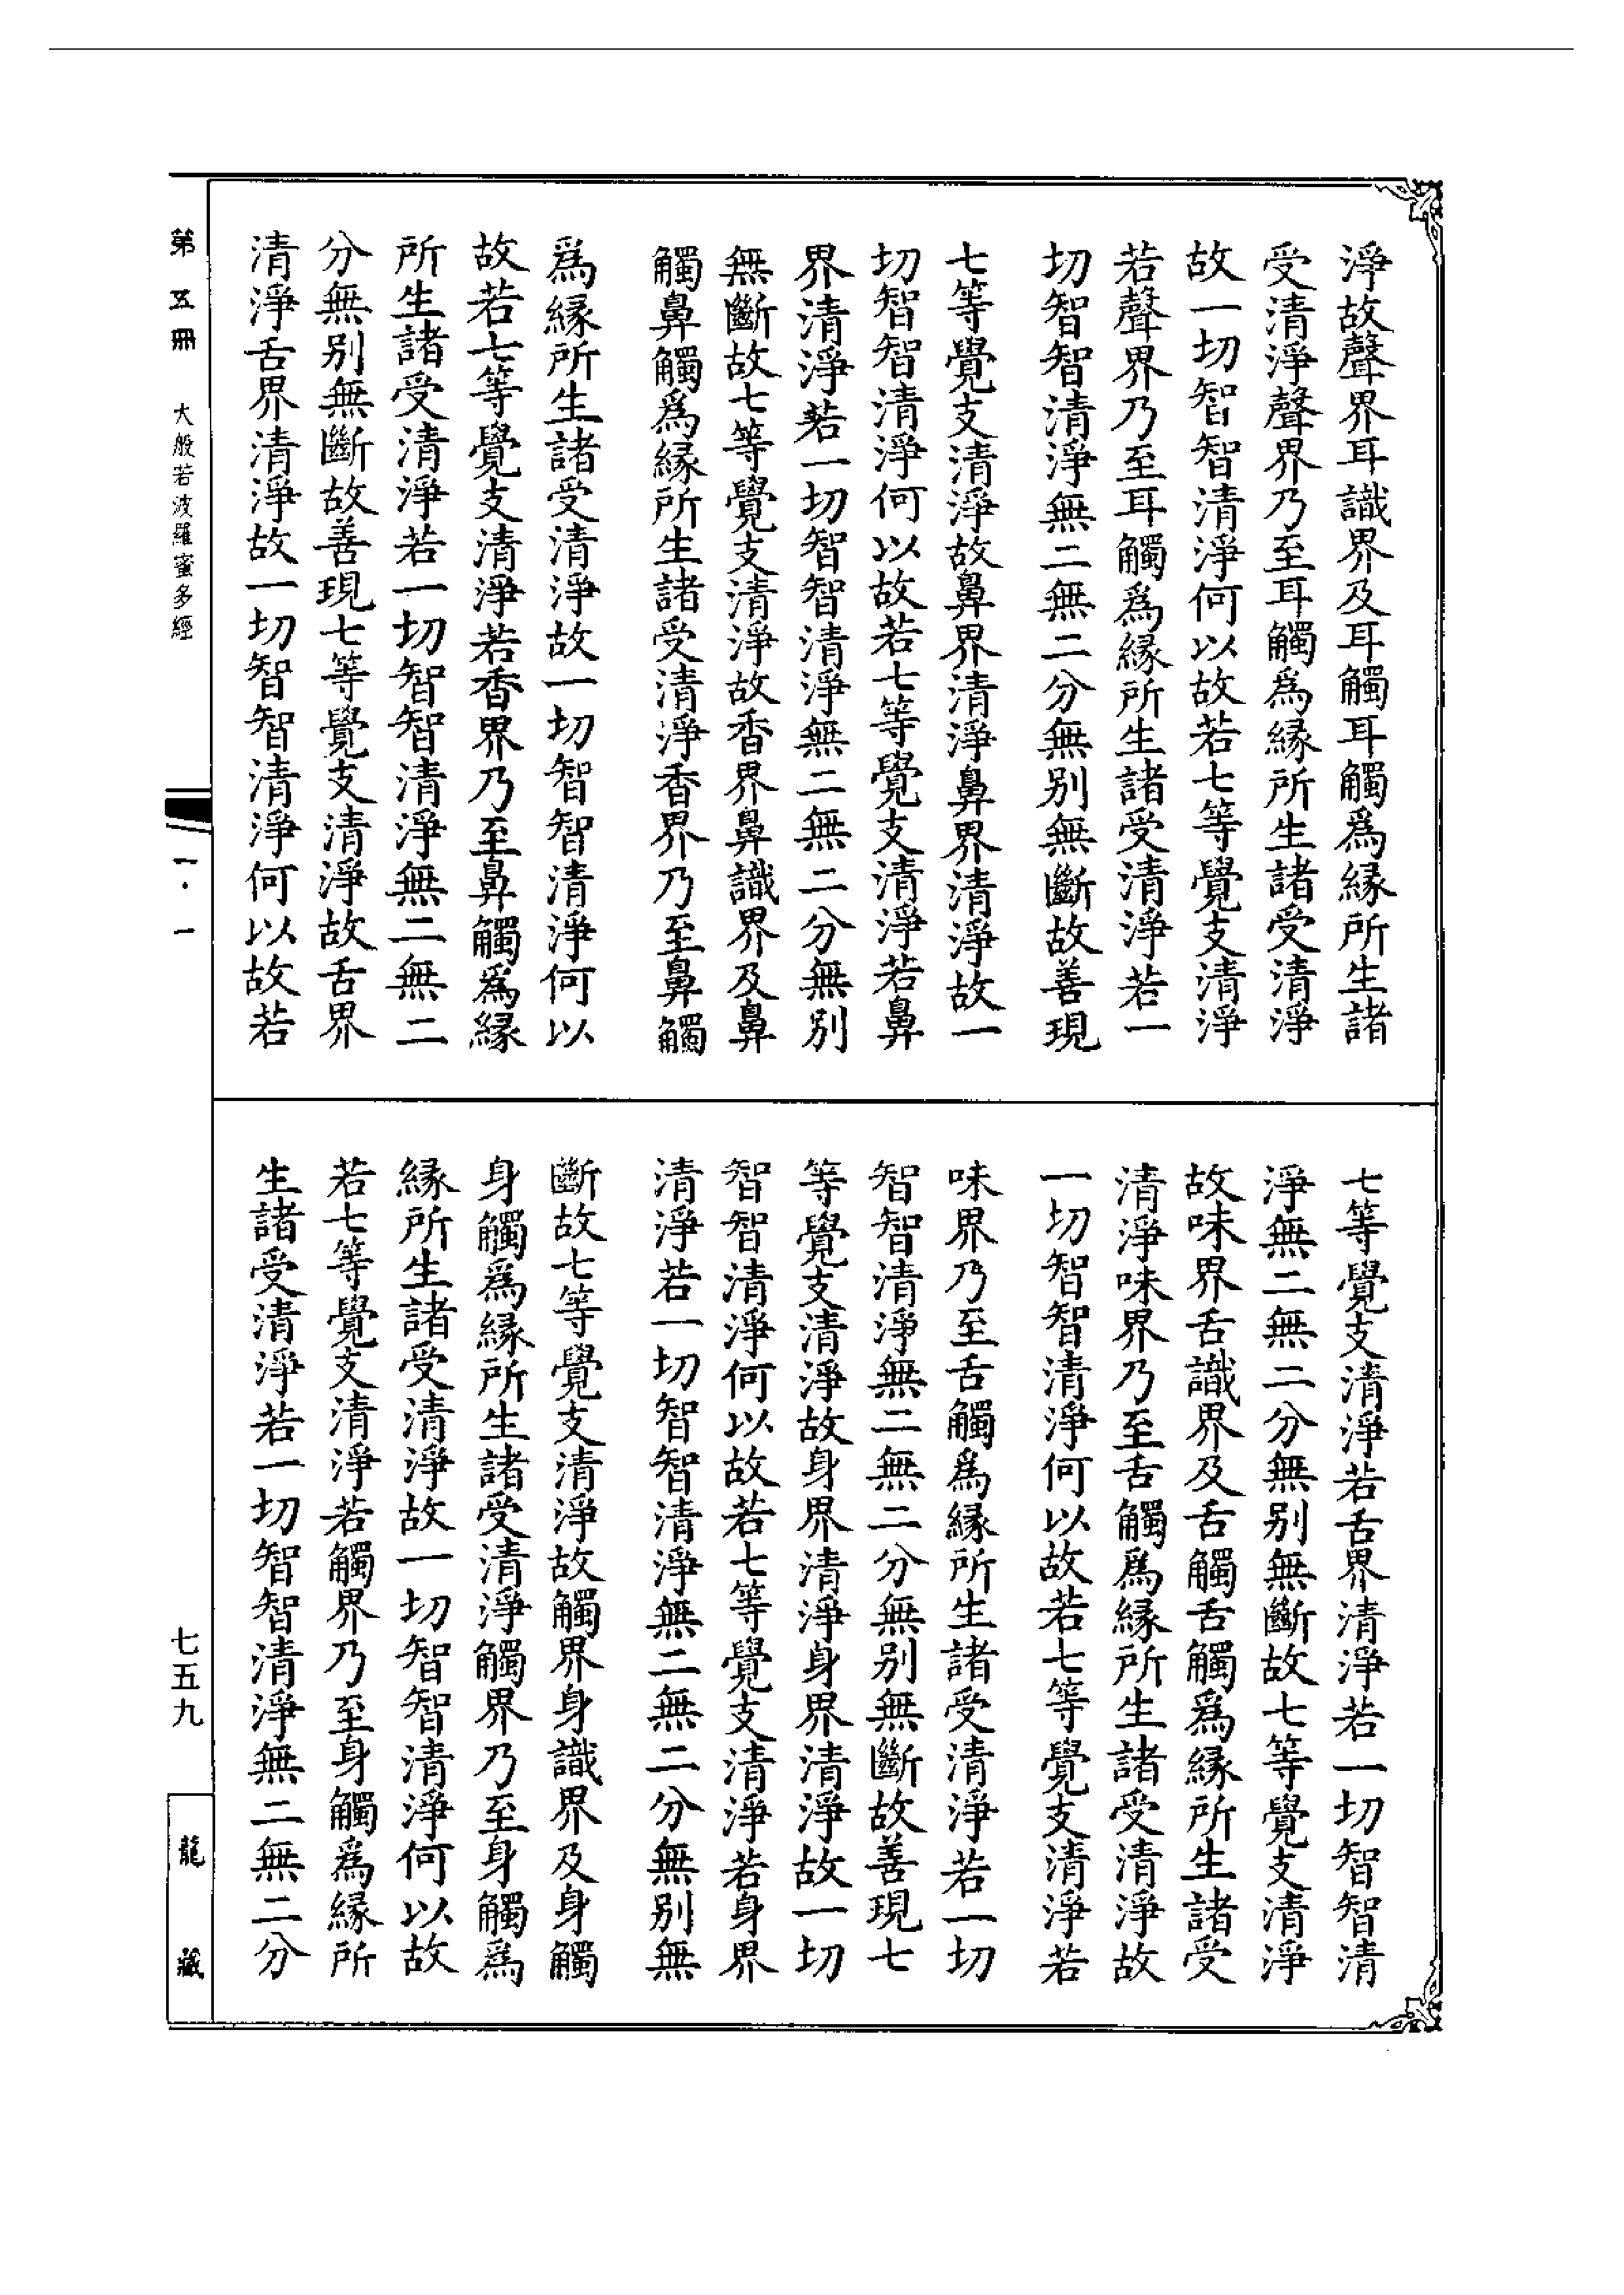 淨故聲界耳識界及耳觸耳觸爲緣所生諸
受清淨聲界乃至耳觸爲緣所生諸受清淨
故一切智智清淨何以故若七等覺支清淨
若聲界乃至耳觸爲緣所生諸受清淨若一
切智智清淨無二無二分無别無斷故善現
七等覺支清淨故鼻界清淨鼻界清淨故一
切智智清淨何以故若七等覺支清淨若鼻
界清淨若一切智智清淨無二無二分無别
無斷故七等覺支清淨故香界鼻識界及鼻
觸鼻觸爲緣所生諸受清淨香界乃至鼻觸
爲緣所生諸受清淨故一切智智清淨何以
故若七等覺支清淨若香界乃至鼻觸爲緣
所生諸受清淨若一切智智清淨無二無二
分無别無斷故善現七等覺支清淨故舌界
清淨舌界清淨故一切智智清淨何以故若
七等覺支清淨若舌界清淨若一切智智清
淨無二無二分無别無斷故七等覺支清淨
故味界舌識界及舌觸舌觸爲緣所生諸受
清淨味界乃至舌觸爲緣所生諸受清淨故
一切智智清淨何以故若七等覺支清淨若
味界乃至舌觸爲緣所生諸受清淨若一切
智智清淨無二無二分無别無斷故善現七
等覺支清淨故身界清淨身界清淨故一切
智智清淨何以故若七等覺支清淨若身界
清淨若一切智智清淨無二無二分無别無
斷故七等覺支清淨故觸界身識界及身觸
身觸爲緣所生諸受清淨觸界乃至身觸爲
緣所生諸受清淨故一切智智清淨何以故
若七等覺支清淨若觸界乃至身觸爲緣所
生諸受清淨若一切智智清淨無二無二分
第五冊 大般若波羅蜜多經 一·一
七五九
龍藏